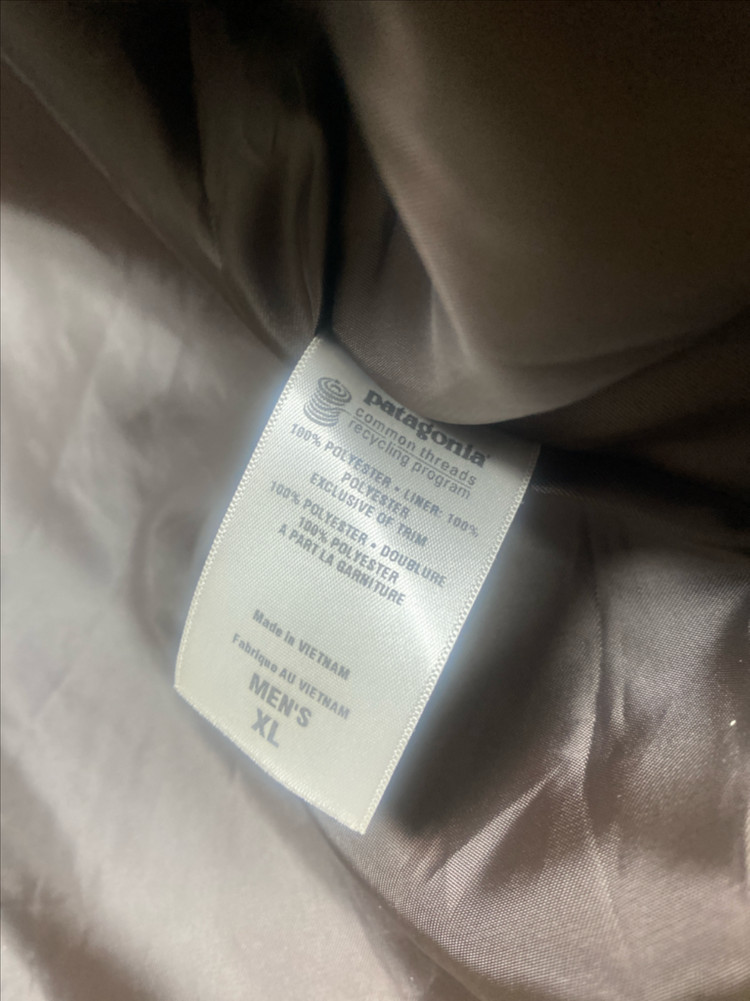 patagonia
common threads
recycling program
100% POLYESTER • LINER: 100%
POLYESTER
EXCLUSIVE OF TRIM
100% POLYESTER • DOUBLURE
100% POLYESTER
A PART LA GARNITURE
Made in VIETNAM
Fabrique AU VIETNAM
MEN'S
XL